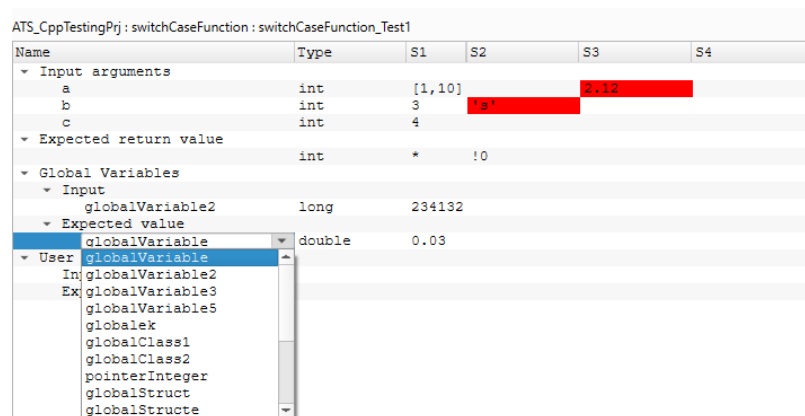 ATS_CppTestingPrj : switchCaseFunction : switchCaseFunction_Test1
Name Type S1 S2 S3 S4
Input arguments
a int [1,10] 2.12
b int 3 's'
c int 4
Expected return value
int * !0
Global Variables
Input
globalVariable2 long 234132
Expected value
globalVariable double 0.03
User globalVariable
In globalVariable2
Ex globalVariable3
globalVariable5
globalek
globalClass1
globalClass2
pointerInteger
globalStruct
globalStructe